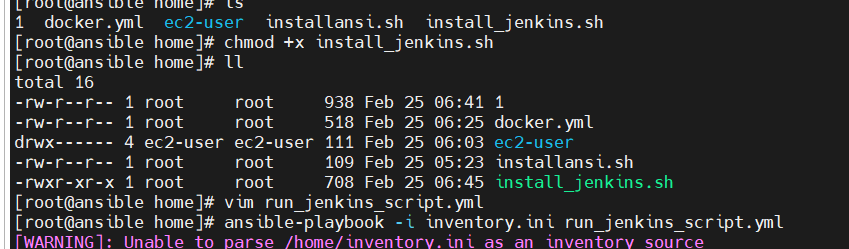 [root@ansible home]# ls
1  docker.yml  ec2-user  installansi.sh  install_jenkins.sh
[root@ansible home]# chmod +x install_jenkins.sh
[root@ansible home]# ll
total 16
-rw-r--r-- 1 root     root     938 Feb 25 06:41 1
-rw-r--r-- 1 root     root     518 Feb 25 06:25 docker.yml
drwx------ 4 ec2-user ec2-user 111 Feb 25 06:03 ec2-user
-rw-r--r-- 1 root     root     109 Feb 25 05:23 installansi.sh
-rwxr-xr-x 1 root     root     708 Feb 25 06:45 install_jenkins.sh
[root@ansible home]# vim run_jenkins_script.yml
[root@ansible home]# ansible-playbook -i inventory.ini run_jenkins_script.yml
[WARNING]: Unable to parse /home/inventory.ini as an inventory source